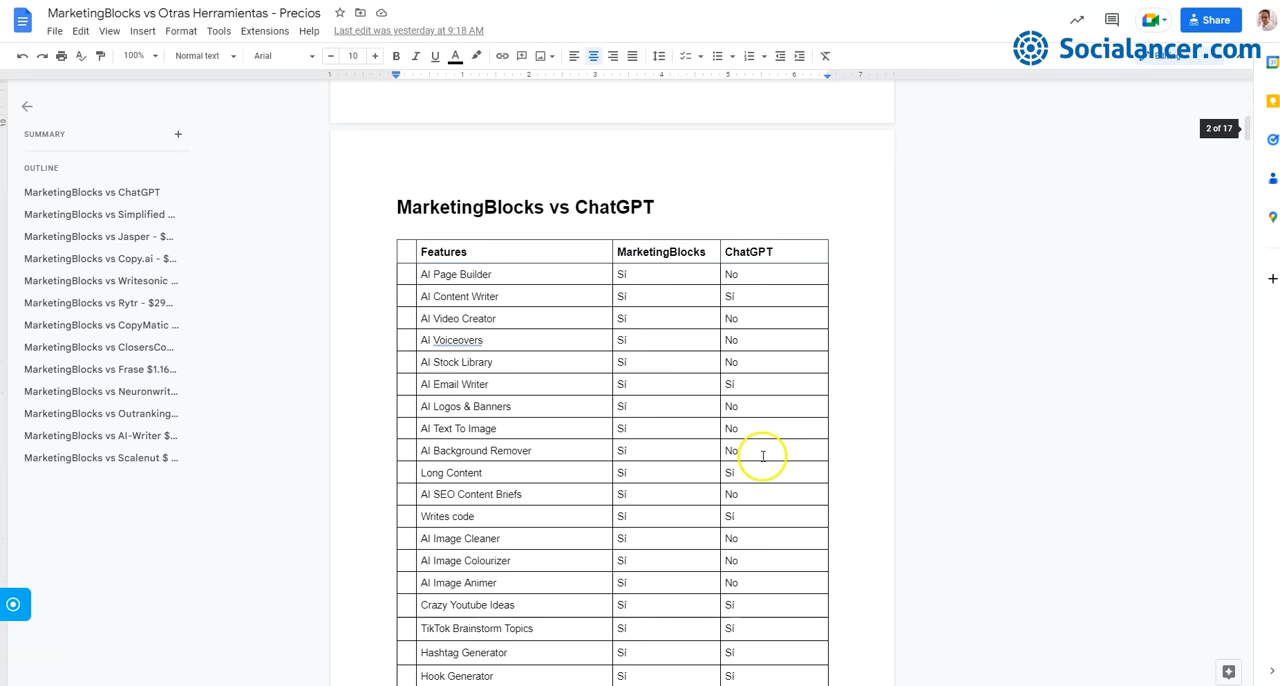 MarketingBlocks vs Otras Herramientas - Precios
File Edit View Insert Format Tools Extensions Help Last edit was yesterday at 9:18 AM
Share
Socialancer.com
100% Normal text Arial 10
1 1 2 3 4 5 6 7
2 of 17
SUMMARY
OUTLINE
MarketingBlocks vs ChatGPT
MarketingBlocks vs Simplified ...
MarketingBlocks vs Jasper - $...
MarketingBlocks vs Copy.ai - $...
MarketingBlocks vs Writesonic ...
MarketingBlocks vs Rytr - $29...
MarketingBlocks vs CopyMatic ...
MarketingBlocks vs ClosersCo...
MarketingBlocks vs Frase $1.16...
MarketingBlocks vs Neuronwrit...
MarketingBlocks vs Outranking...
MarketingBlocks vs AI-Writer $...
MarketingBlocks vs Scalenut $ ...
MarketingBlocks vs ChatGPT
Features MarketingBlocks ChatGPT
AI Page Builder Sí No
AI Content Writer Sí Sí
AI Video Creator Sí No
AI Voiceovers Sí No
AI Stock Library Sí No
AI Email Writer Sí Sí
AI Logos & Banners Sí No
AI Text To Image Sí No
AI Background Remover Sí No
Long Content Sí Sí
AI SEO Content Briefs Sí No
Writes code Sí Sí
AI Image Cleaner Sí No
AI Image Colourizer Sí No
AI Image Animer Sí No
Crazy Youtube Ideas Sí Sí
TikTok Brainstorm Topics Sí Sí
Hashtag Generator Sí Sí
Hook Generator Sí Sí